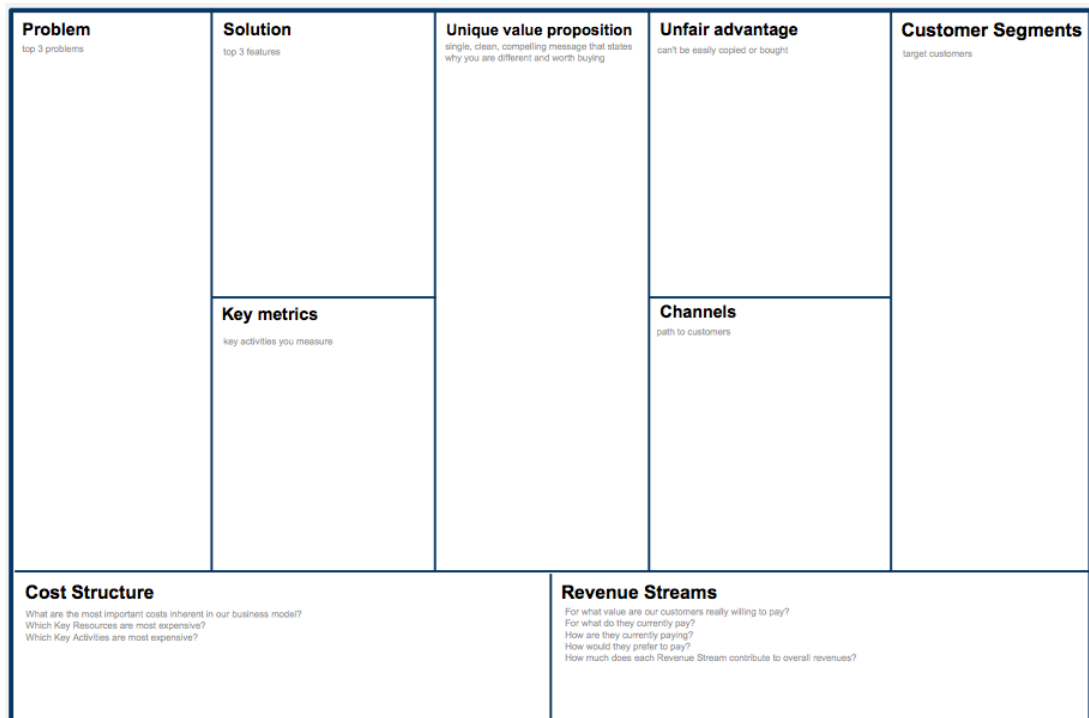 Problem
top 3 problems
Solution
top 3 features
Key metrics
key activities you measure
Unique value proposition
single, clean, compelling message that states
why you are different and worth buying
Unfair advantage
can't be easily copied or bought
Channels
path to customers
Customer Segments
target customers
Cost Structure
What are the most important costs inherent in our business model?
Which Key Resources are most expensive?
Which Key Activities are most expensive?
Revenue Streams
For what value are our customers really willing to pay?
For what do they currently pay?
How are they currently paying?
How would they prefer to pay?
How much does each Revenue Stream contribute to overall revenues?